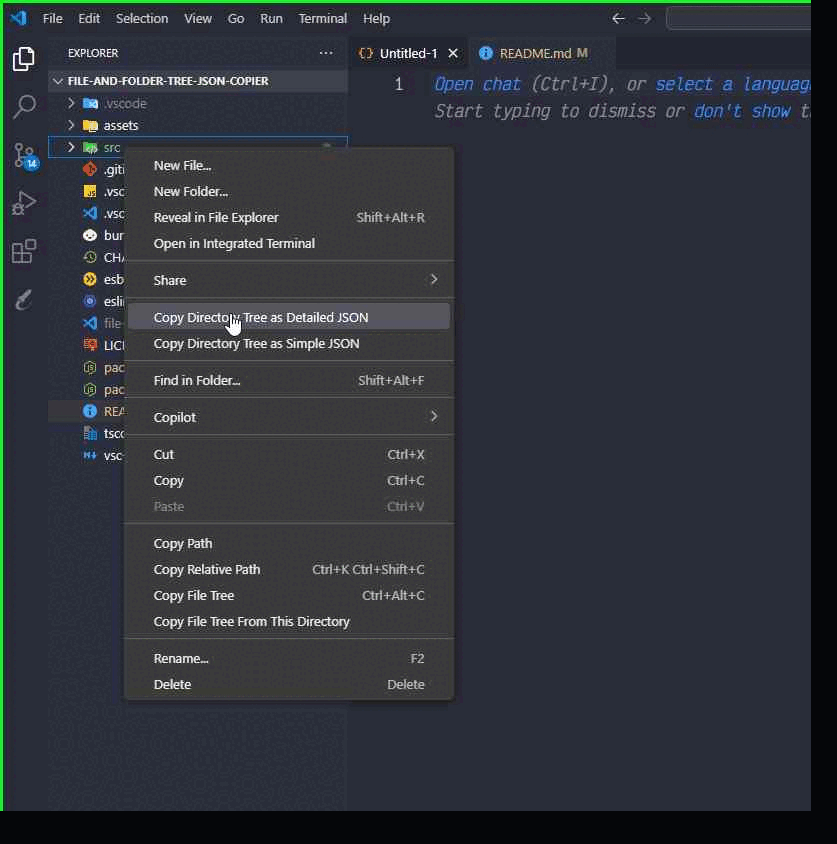 File Edit Selection View Go Run Terminal Help
EXPLORER
Untitled-1
README.md M
FILE-AND-FOLDER-TREE-JSON-COPIER
1 Open chat (Ctrl+I), or select a languag
Start typing to dismiss or don't show t
.vscode
assets
src
14
.giti
.vsc
.vsc
bur
CHA
esb
eslin
file-
LICE
pac
pac
REA
tsco
vsc-
New File...
New Folder...
Reveal in File Explorer Shift+Alt+R
Open in Integrated Terminal
Share
Copy Directory Tree as Detailed JSON
Copy Directory Tree as Simple JSON
Find in Folder... Shift+Alt+F
Copilot
Cut Ctrl+X
Copy Ctrl+C
Paste Ctrl+V
Copy Path
Copy Relative Path Ctrl+K Ctrl+Shift+C
Copy File Tree Ctrl+Alt+C
Copy File Tree From This Directory
Rename... F2
Delete Delete